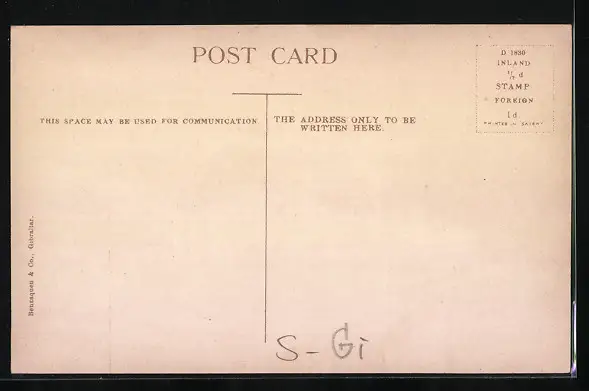 POST CARD
D 1830
INLAND
½ d
STAMP
FOREIGN
1d
PRINTED IN SAXONY
THIS SPACE MAY BE USED FOR COMMUNICATION
THE ADDRESS ONLY TO BE
WRITTEN HERE.
Benzaquen & Co., Gibraltar.
S - Gi